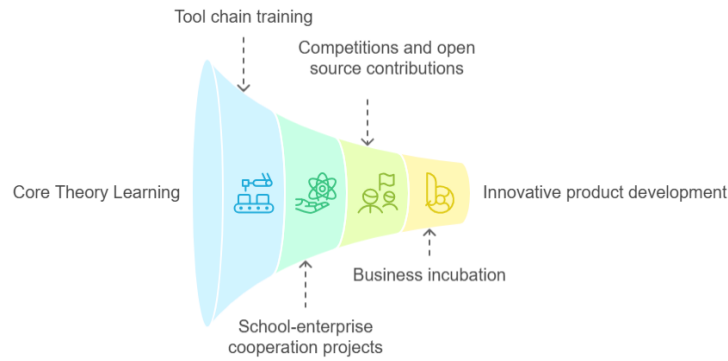 Tool chain training
Competitions and open
source contributions
Core Theory Learning
Innovative product development
Business incubation
School-enterprise
cooperation projects